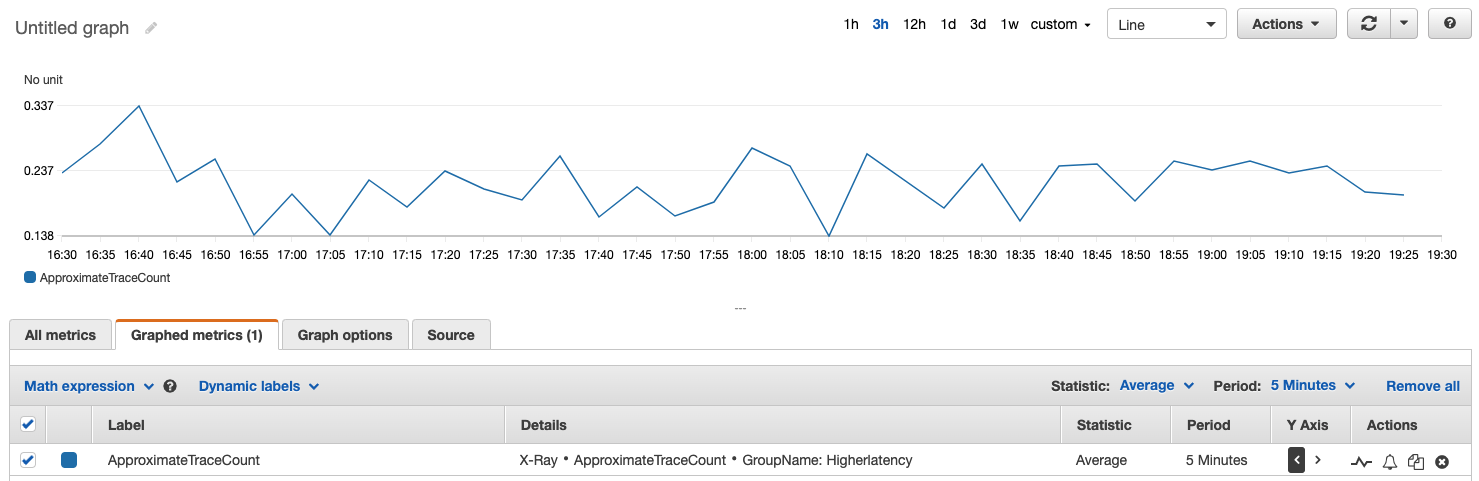 Untitled graph 1h 3h 12h 1d 3d 1w custom Line Actions
No unit
0.337
0.237
0.138
16:30 16:35 16:40 16:45 16:50 16:55 17:00 17:05 17:10 17:15 17:20 17:25 17:30 17:35 17:40 17:45 17:50 17:55 18:00 18:05 18:10 18:15 18:20 18:25 18:30 18:35 18:40 18:45 18:50 18:55 19:00 19:05 19:10 19:15 19:20 19:25 19:30
ApproximateTraceCount
All metrics Graphed metrics (1) Graph options Source
Math expression Dynamic labels Statistic: Average Period: 5 Minutes Remove all
Label Details Statistic Period Y Axis Actions
ApproximateTraceCount X-Ray • ApproximateTraceCount • GroupName: Higherlatency Average 5 Minutes